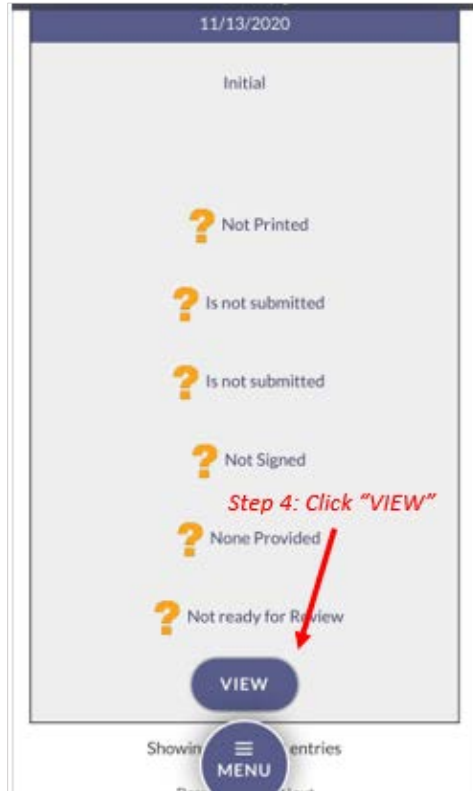 11/13/2020
Initial
? Not Printed
? Is not submitted
? Is not submitted
? Not Signed
Step 4: Click "VIEW"
? None Provided
? Not ready for Review
VIEW
Showin entries
MENU